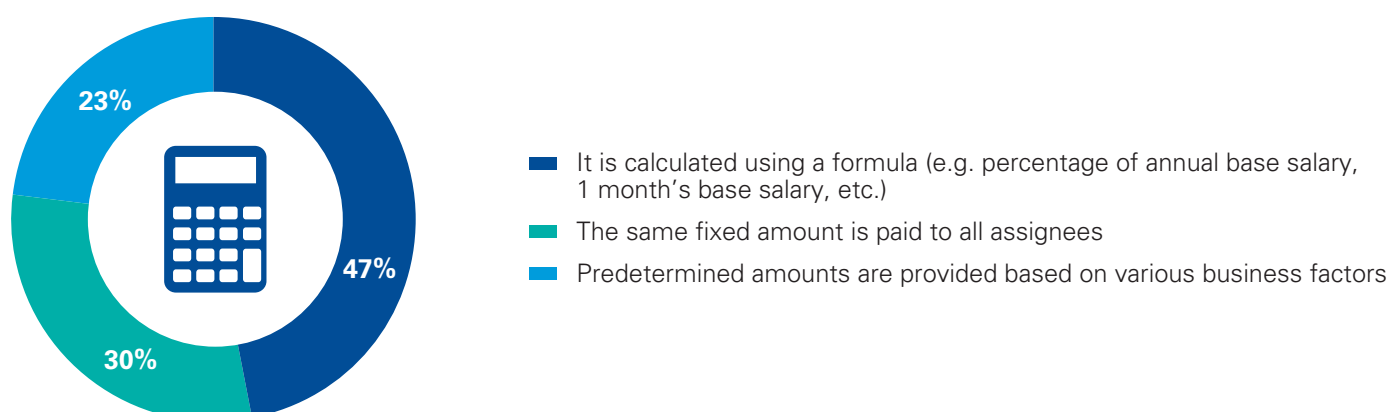 23%
47%
30%
It is calculated using a formula (e.g. percentage of annual base salary,
1 month’s base salary, etc.)
The same fixed amount is paid to all assignees
Predetermined amounts are provided based on various business factors